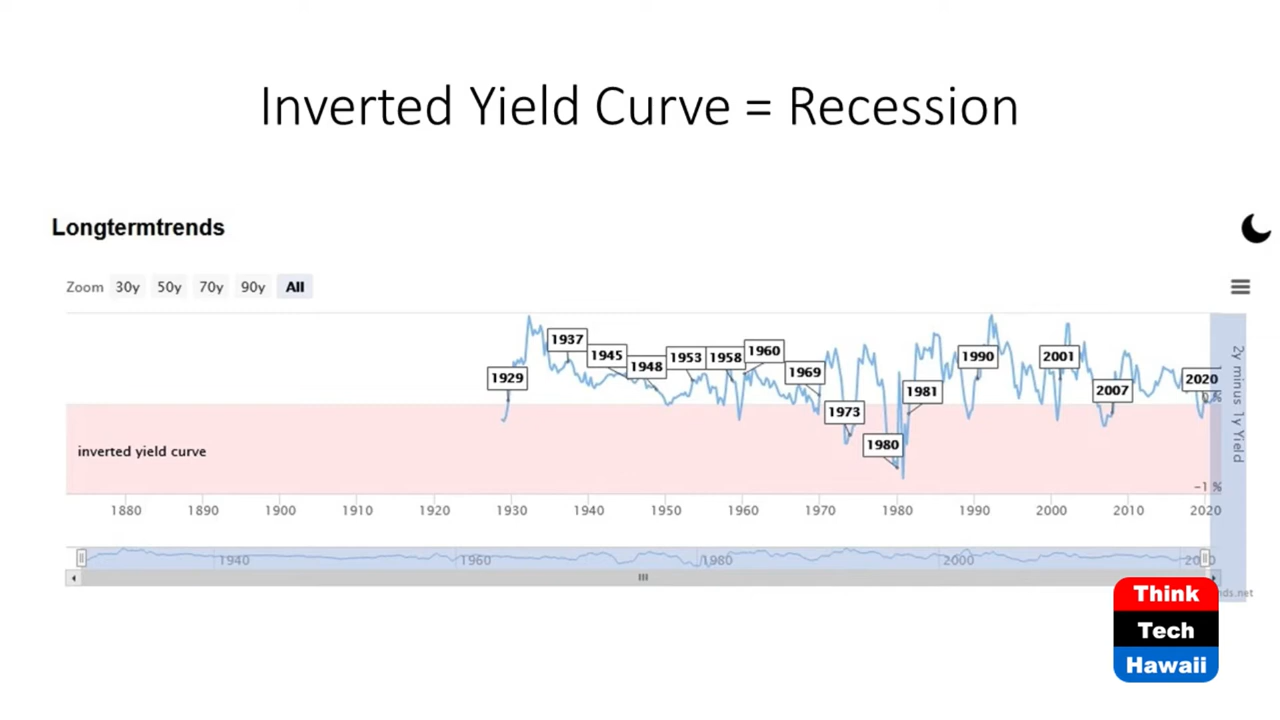 Inverted Yield Curve = Recession
Longtermtrends
Zoom 30y 50y 70y 90y All
1929
1937
1945
1948
1953
1958
1960
1969
1973
1980
1981
1990
2001
2007
2020
inverted yield curve
-1 %
2y minus 1y Yield
1880 1890 1900 1910 1920 1930 1940 1950 1960 1970 1980 1990 2000 2010 2020
1940 1960 1980 2000
Think
Tech
Hawaii